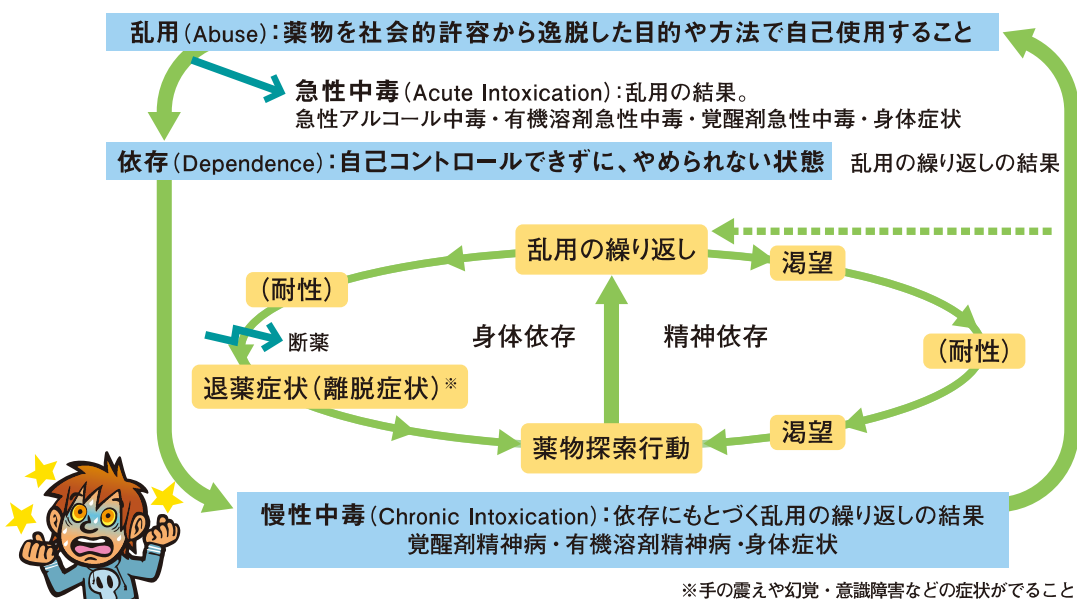 乱用(Abuse):薬物を社会的許容から逸脱した目的や方法で自己使用すること
急性中毒(Acute Intoxication):乱用の結果。
急性アルコール中毒・有機溶剤急性中毒・覚醒剤急性中毒・身体症状
依存(Dependence):自己コントロールできずに、やめられない状態
乱用の繰り返しの結果
乱用の繰り返し
渇望
(耐性)
断薬
身体依存
精神依存
(耐性)
退薬症状(離脱症状)※
渇望
薬物探索行動
慢性中毒(Chronic Intoxication):依存にもとづく乱用の繰り返しの結果
覚醒剤精神病・有機溶剤精神病・身体症状
※手の震えや幻覚・意識障害などの症状がでること